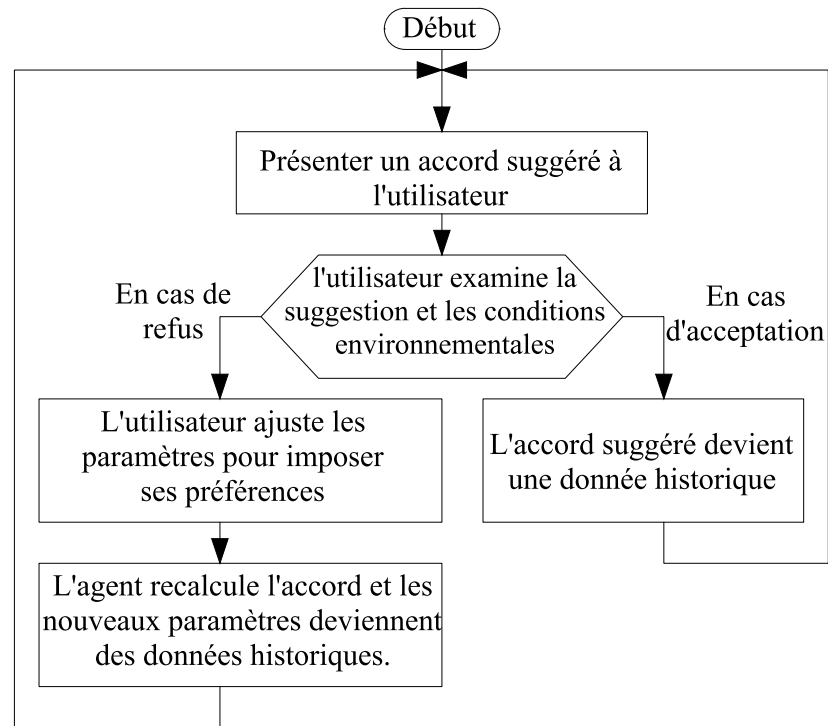 Début
Présenter un accord suggéré à
l'utilisateur
l'utilisateur examine la
suggestion et les conditions
environnementales
En cas de
refus
En cas
d'acceptation
L'utilisateur ajuste les
paramètres pour imposer
ses préférences
L'accord suggéré devient
une donnée historique
L'agent recalcule l'accord et les
nouveaux paramètres deviennent
des données historiques.